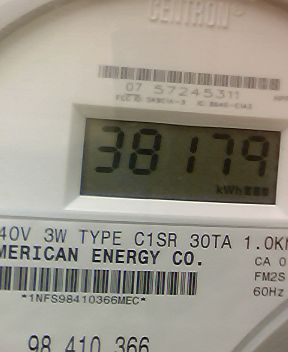 CENTRON
07 57245311
38179
kWh
40V 3W TYPE C1SR 30TA 1.0K
MERICAN ENERGY CO.
CA 0
FM2S
60Hz
*1NFS98410366MEC*
98 410 366